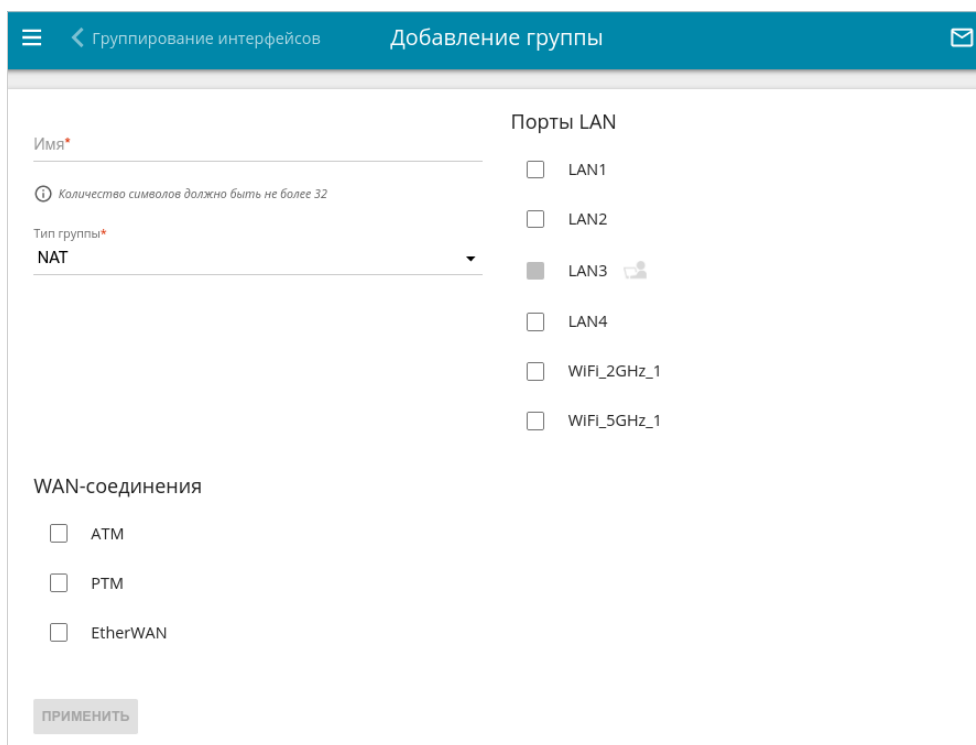 Группирование интерфейсов
Добавление группы
Имя*
Количество символов должно быть не более 32
Тип группы*
NAT
Порты LAN
LAN1
LAN2
LAN3
LAN4
WiFi_2GHz_1
WiFi_5GHz_1
WAN-соединения
ATM
PTM
EtherWAN
ПРИМЕНИТЬ